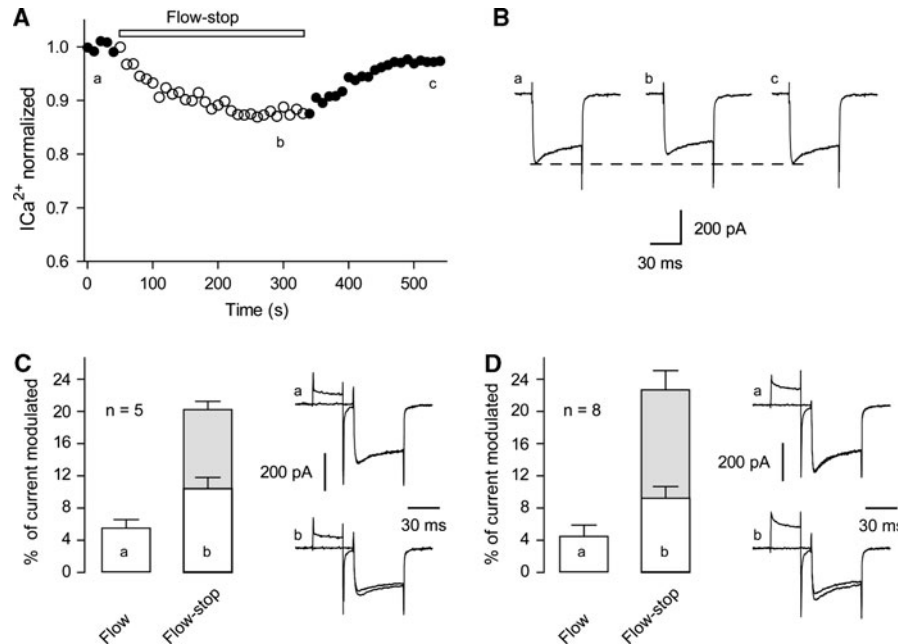 A
Flow-stop
1.0
0.9
0.8
0.7
0.6
ICa2+ normalized
a
b
c
0
100
200
300
400
500
Time (s)
B
a
b
c
200 pA
30 ms
C
24
20
16
12
8
4
0
% of current modulated
n = 5
a
b
Flow
Flow-stop
a
200 pA
30 ms
b
D
24
20
16
12
8
4
0
% of current modulated
n = 8
a
b
Flow
Flow-stop
a
200 pA
30 ms
b